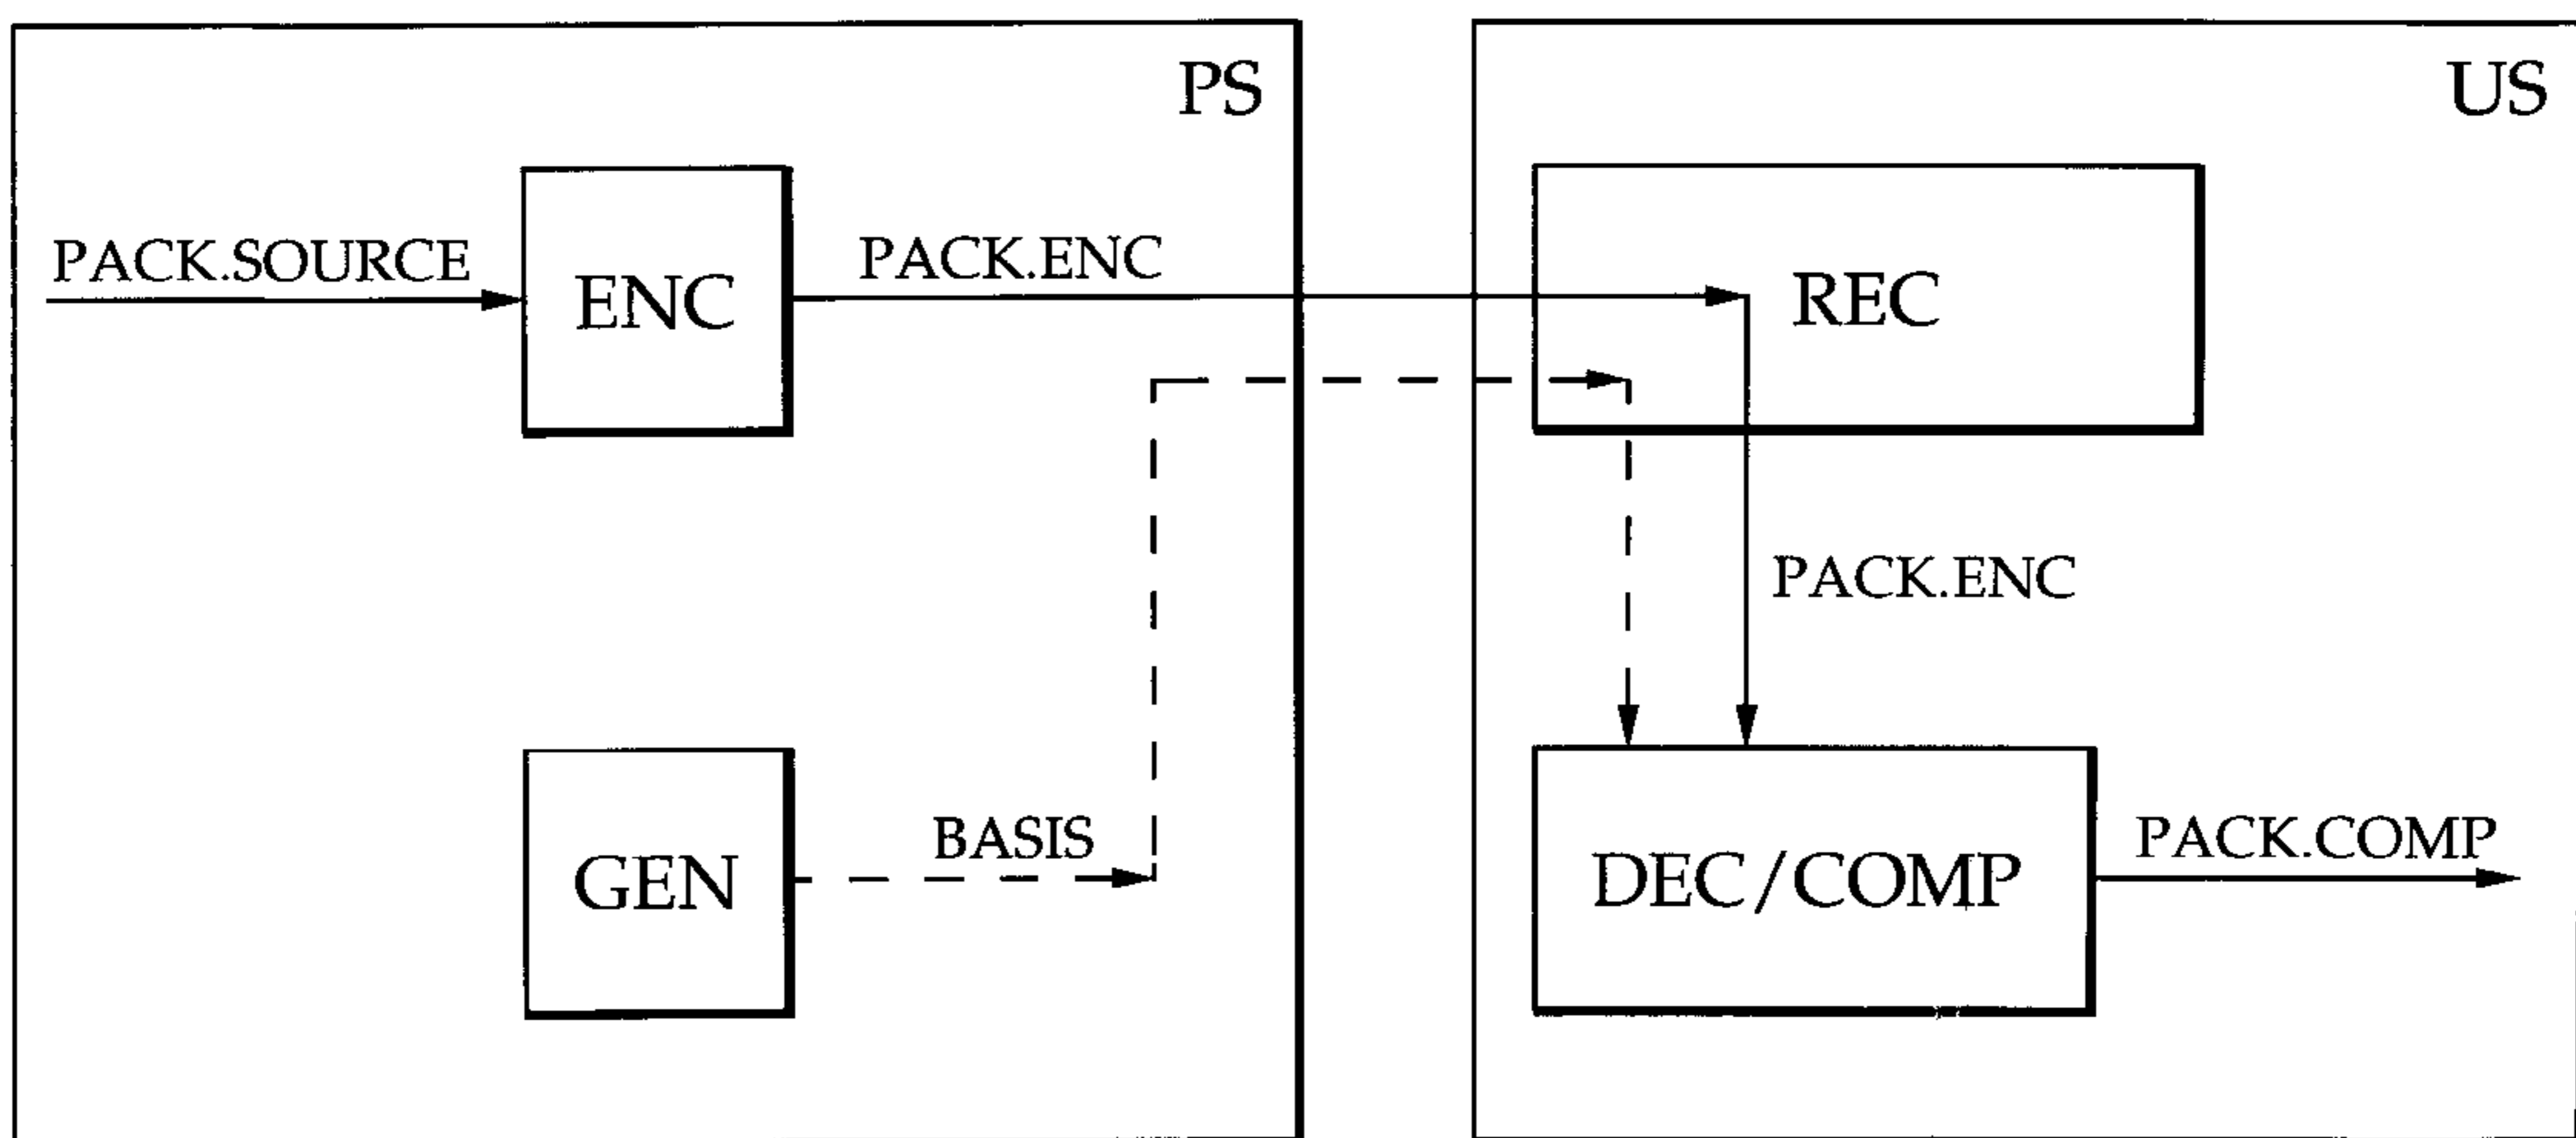 PS
US
PACK.SOURCE
ENC
PACK.ENC
REC
PACK.ENC
GEN
BASIS
DEC/COMP
PACK.COMP